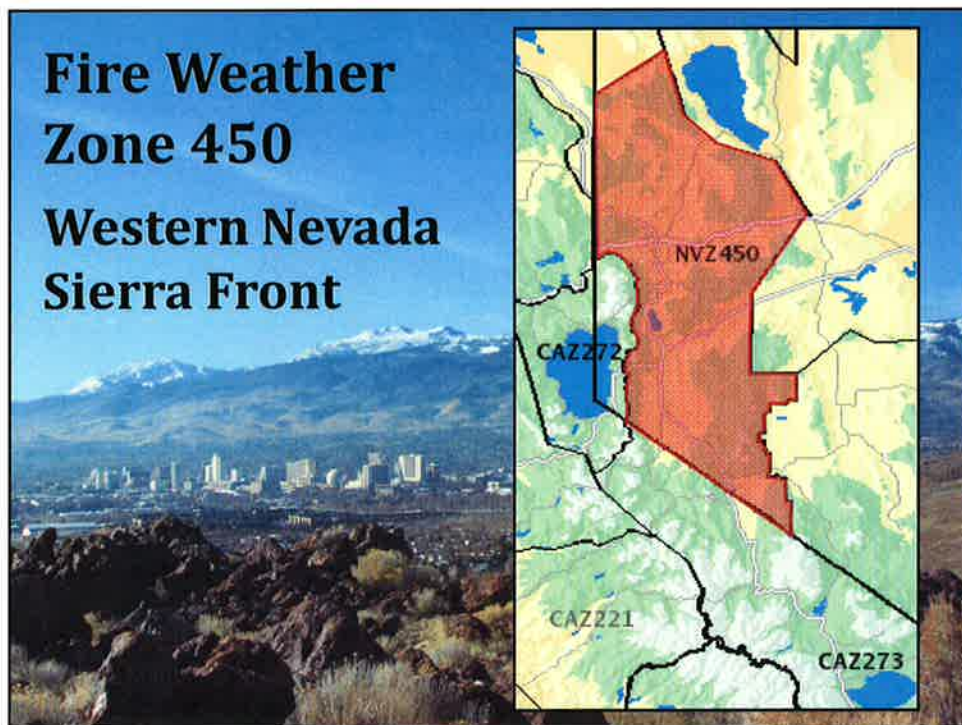 Fire Weather
Zone 450
Western Nevada
Sierra Front
NVZ450
CAZ272
CAZ221
CAZ273